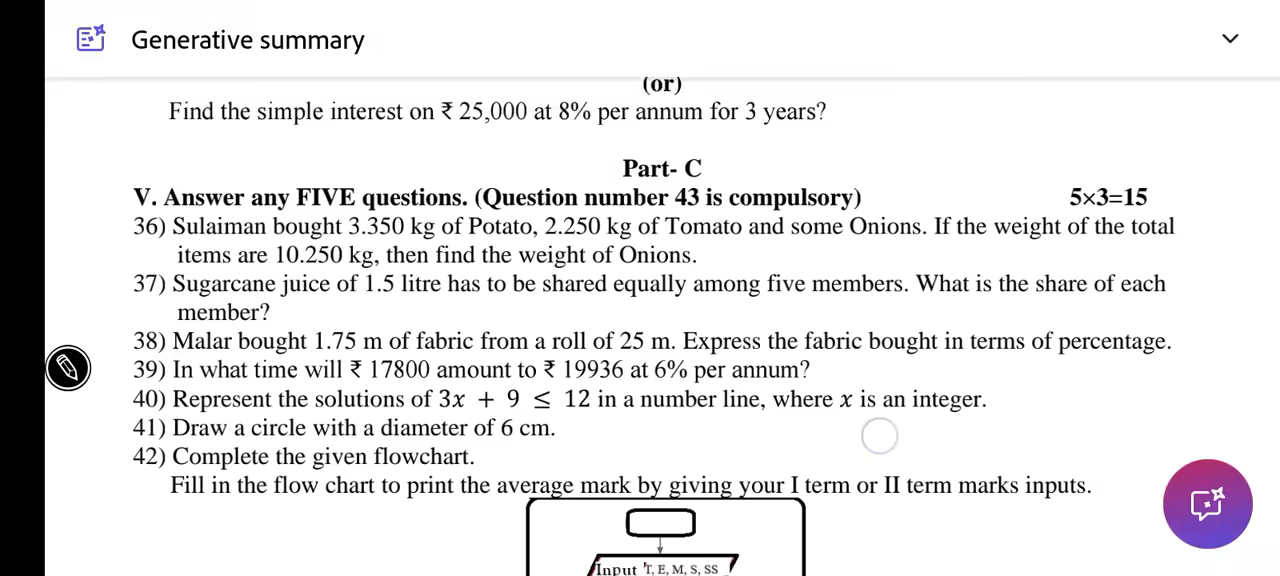 Generative summary
(or)
Find the simple interest on ₹ 25,000 at 8% per annum for 3 years?
Part- C
V. Answer any FIVE questions. (Question number 43 is compulsory) 5×3=15
36) Sulaiman bought 3.350 kg of Potato, 2.250 kg of Tomato and some Onions. If the weight of the total
items are 10.250 kg, then find the weight of Onions.
37) Sugarcane juice of 1.5 litre has to be shared equally among five members. What is the share of each
member?
38) Malar bought 1.75 m of fabric from a roll of 25 m. Express the fabric bought in terms of percentage.
39) In what time will ₹ 17800 amount to ₹ 19936 at 6% per annum?
40) Represent the solutions of 3x + 9 ≤ 12 in a number line, where x is an integer.
41) Draw a circle with a diameter of 6 cm.
42) Complete the given flowchart.
Fill in the flow chart to print the average mark by giving your I term or II term marks inputs.
Input T, E, M, S, SS